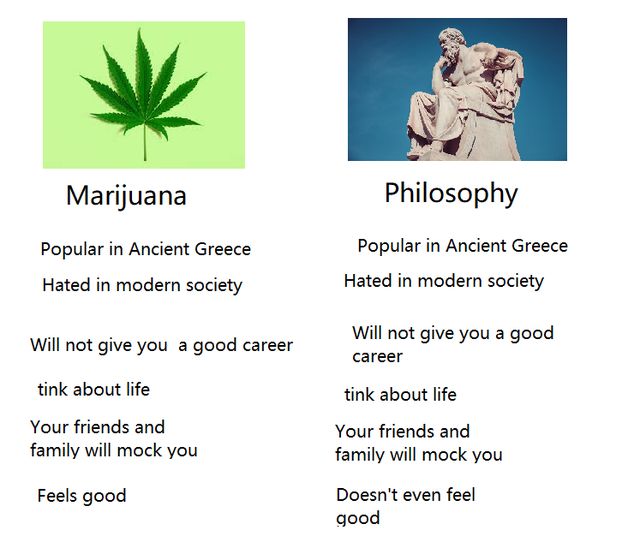 Marijuana
Popular in Ancient Greece
Hated in modern society
Will not give you  a good career
tink about life
Your friends and
family will mock you
Feels good
Philosophy
Popular in Ancient Greece
Hated in modern society
Will not give you a good
career
tink about life
Your friends and
family will mock you
Doesn't even feel
good